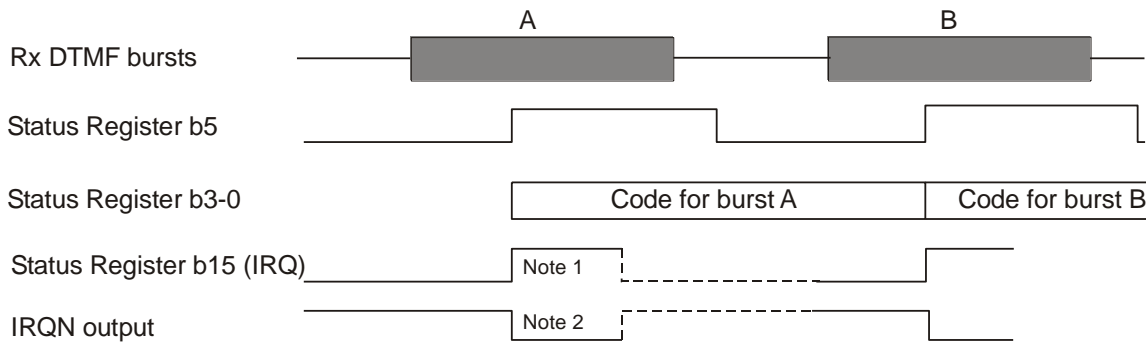 A B
Rx DTMF bursts
Status Register b5
Status Register b3-0 Code for burst A Code for burst B
Status Register b15 (IRQ) Note 1
IRQN output Note 2